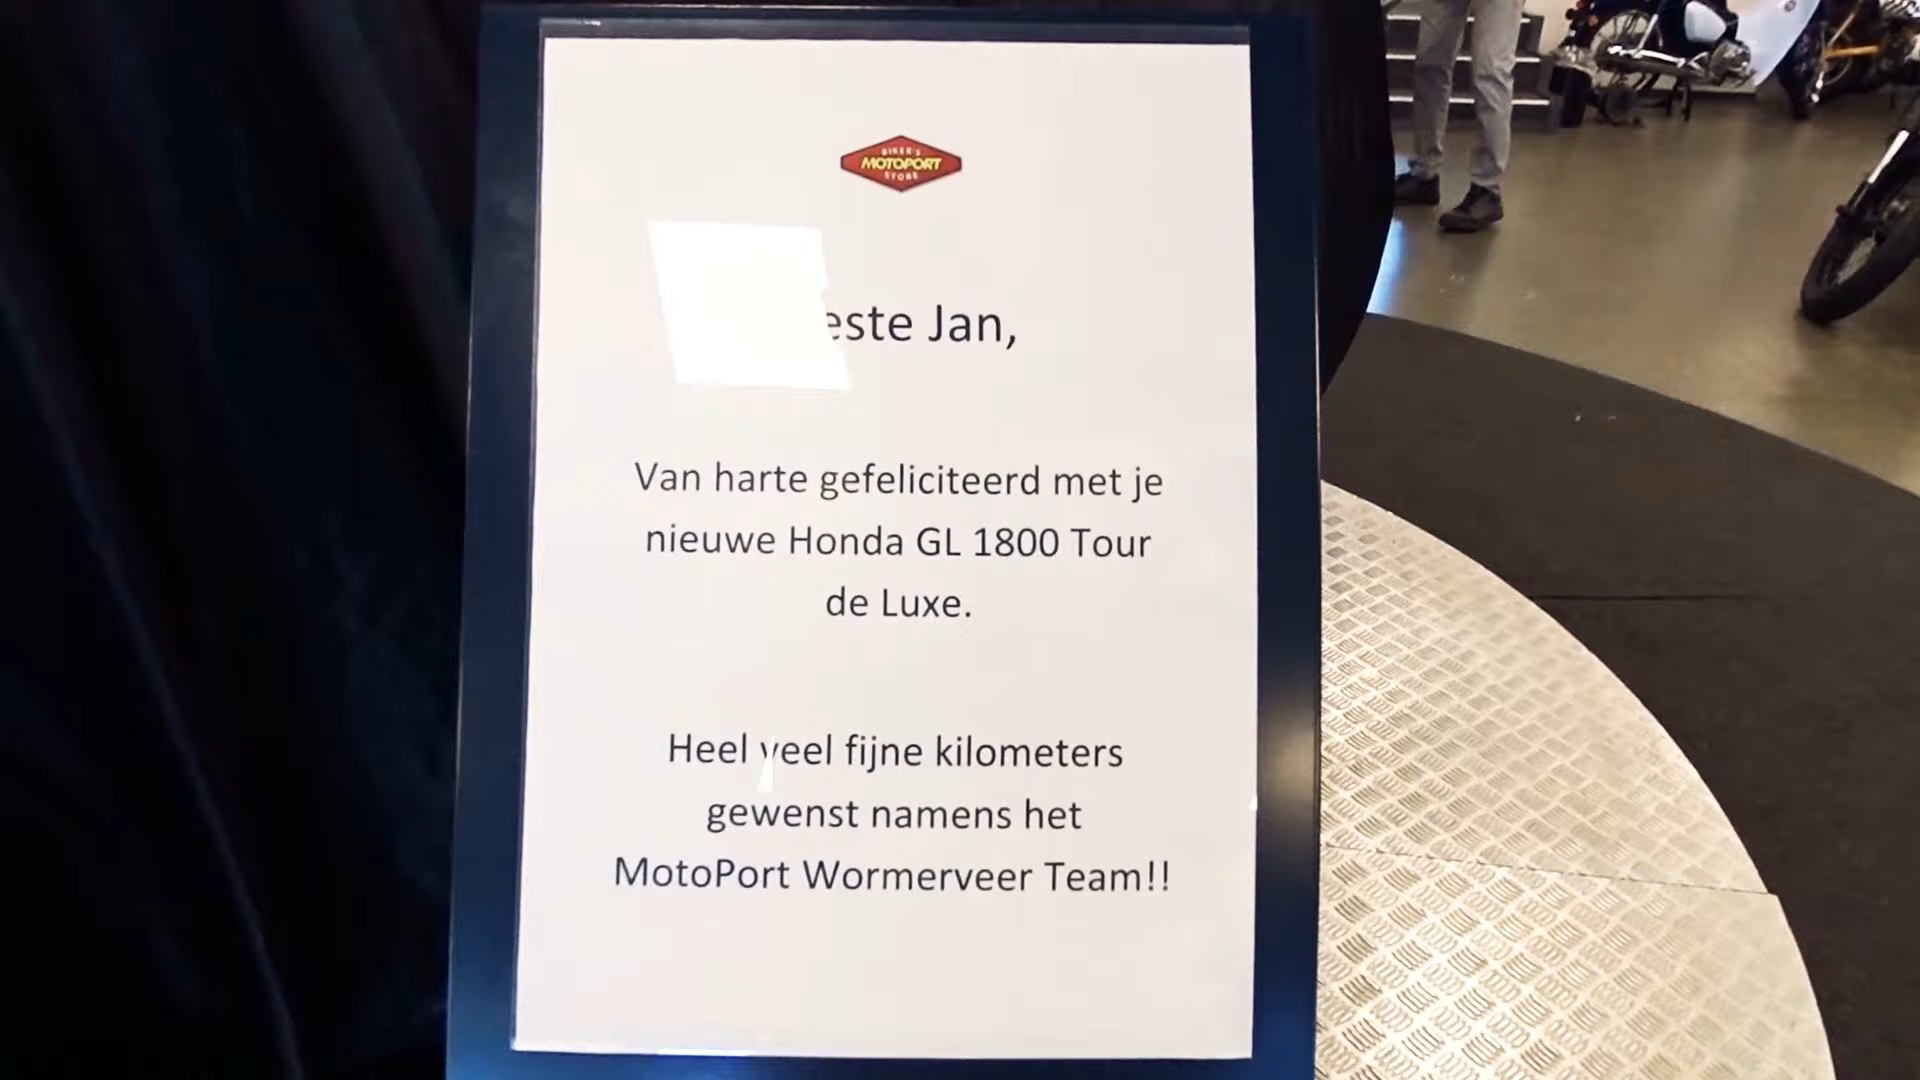 BIKER'S
MOTOPORT
STORE
este Jan,
Van harte gefeliciteerd met je
nieuwe Honda GL 1800 Tour
de Luxe.
Heel veel fijne kilometers
gewenst namens het
MotoPort Wormerveer Team!!